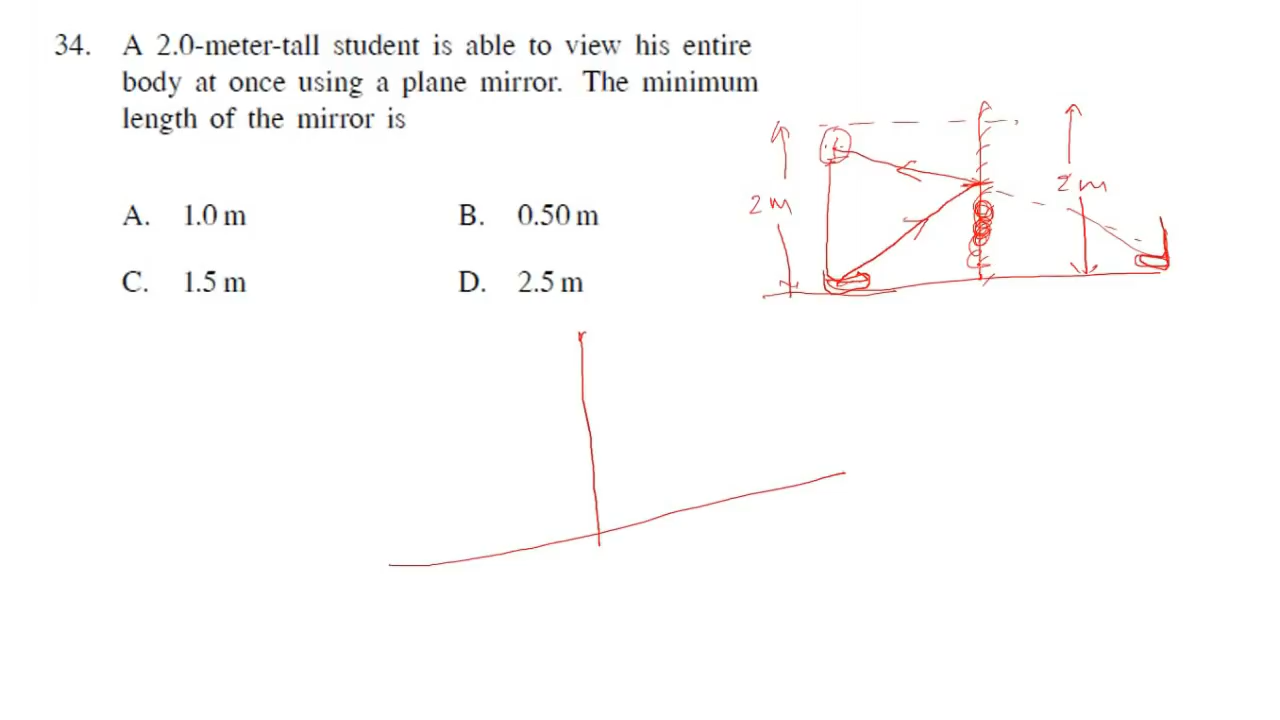 34. A 2.0-meter-tall student is able to view his entire
body at once using a plane mirror. The minimum
length of the mirror is
A. 1.0 m B. 0.50 m
C. 1.5 m D. 2.5 m
2 m
2 m